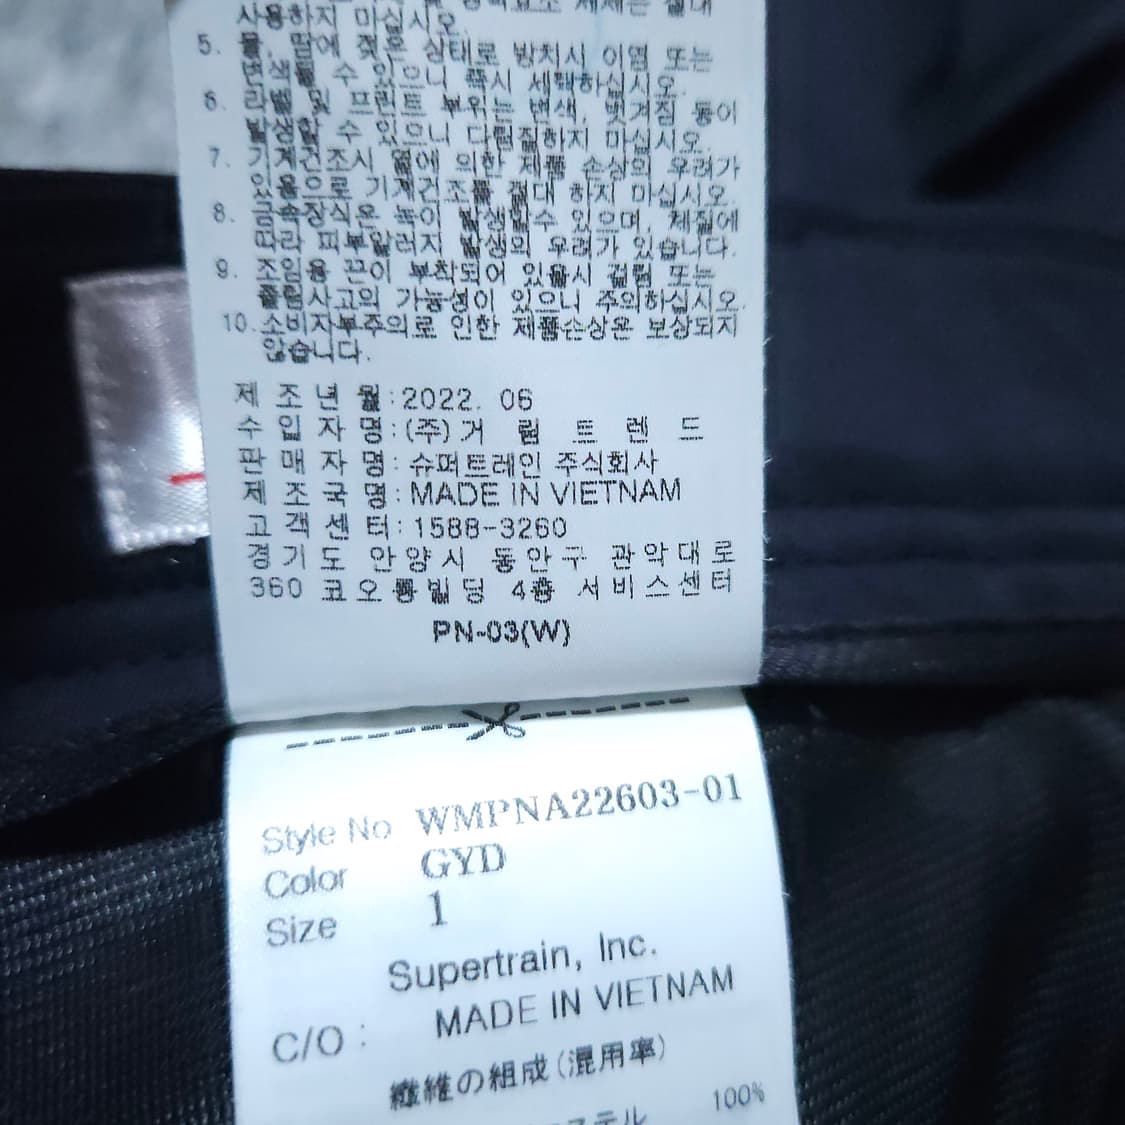 사용하지 마십시오.
5. 물, 땀에 젖은 상태로 방치시 이염 또는
변색될 수 있으니 즉시 세탁하십시오.
6. 라벨 및 프린트 부위는 변색, 벗겨짐 등이
발생할 수 있으니 다림질하지 마십시오.
7. 기계건조시 열에 의한 제품 손상의 우려가
있음으로 기계건조를 절대 하지 마십시오.
8. 금속장식은 녹이 발생될수 있으며, 체질에
따라 피부알러지 발생의 우려가 있습니다.
9. 조임용 끈이 부착되어 있을시 걸림 또는
끌림사고의 가능성이 있으니 주의하십시오.
10. 소비자부주의로 인한 제품손상은 보상되지
않습니다.
제 조 년 월 : 2022. 06
수 입 자 명 : (주) 거 림 트 렌 드
판 매 자 명 : 슈퍼트레인 주식회사
제 조 국 명 : MADE IN VIETNAM
고 객 센 터 : 1588-3260
경 기 도 안 양 시 동 안 구 관 악 대 로
360 코 오 롱 빌 딩 4층 서 비 스 센 터
PN-03(W)
Style No WMPNA22603-01
Color GYD
Size 1
Supertrain, Inc.
C/O : MADE IN VIETNAM
繊維の組成(混用率)
エステル 100%